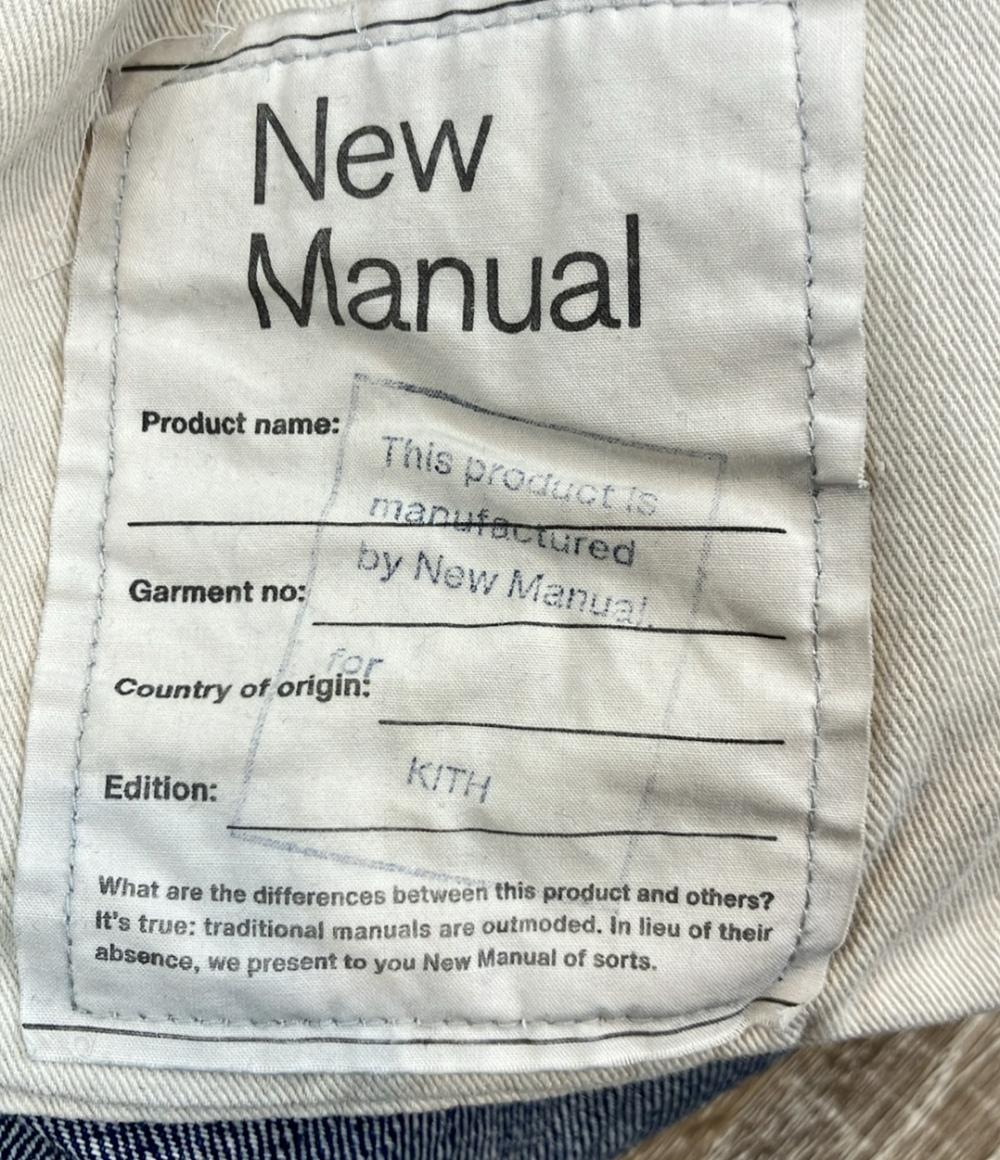 New
Manual
Product name:
This product is
manufactured
by New Manual.
Garment no:
for
Country of origin:
KITH
Edition:
What are the differences between this product and others?
It's true: traditional manuals are outmoded. In lieu of their
absence, we present to you New Manual of sorts.